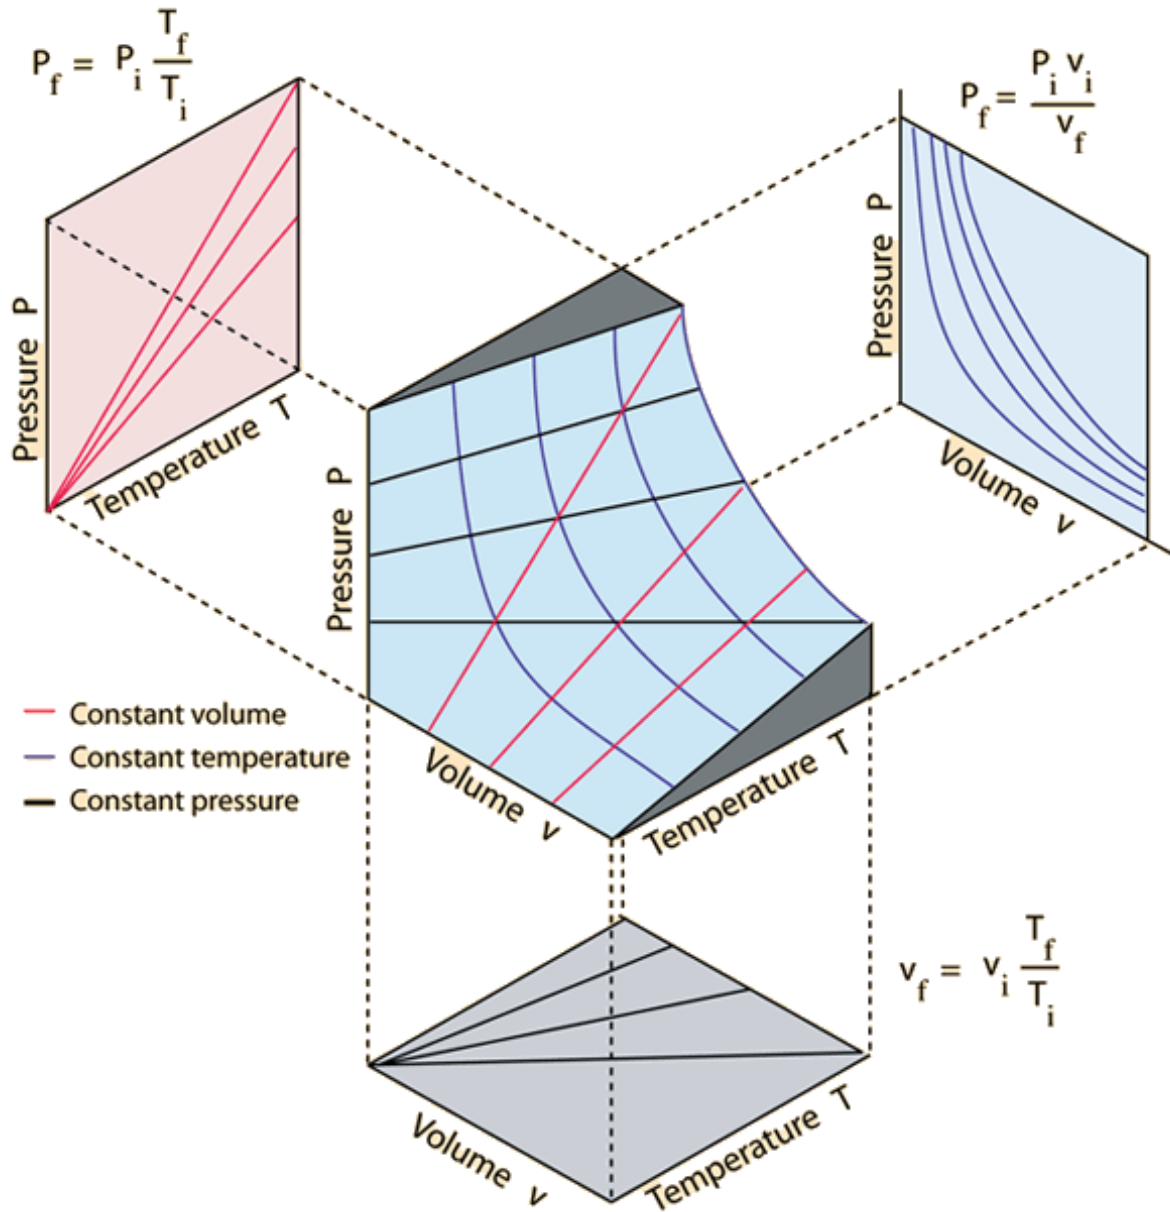 P_f = P_i T_f/T_i
P_f = P_i v_i/v_f
Pressure P
Temperature T
Pressure P
Volume v
Pressure P
Volume v
Temperature T
Constant volume
Constant temperature
Constant pressure
v_f = v_i T_f/T_i
Volume v
Temperature T